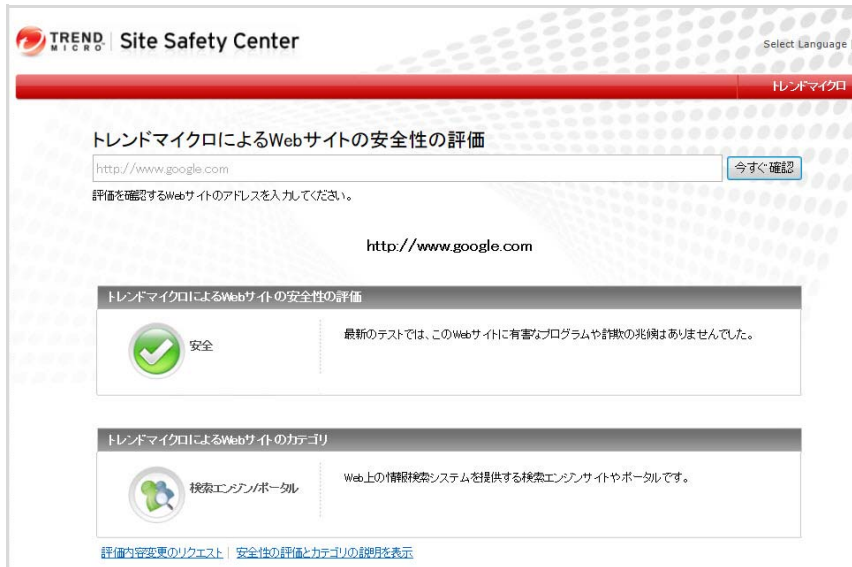 TREND MICRO Site Safety Center
Select Language
トレンドマイクロ
トレンドマイクロによるWebサイトの安全性の評価
http://www.google.com 今すぐ確認
評価を確認するWebサイトのアドレスを入力してください。
http://www.google.com
トレンドマイクロによるWebサイトの安全性の評価
安全 最新のテストでは、このWebサイトに有害なプログラムや詐欺の兆候はありませんでした。
トレンドマイクロによるWebサイトのカテゴリ
検索エンジン/ポータル Web上の情報検索システムを提供する検索エンジンサイトやポータルです。
評価内容変更のリクエスト | 安全性の評価とカテゴリの説明を表示